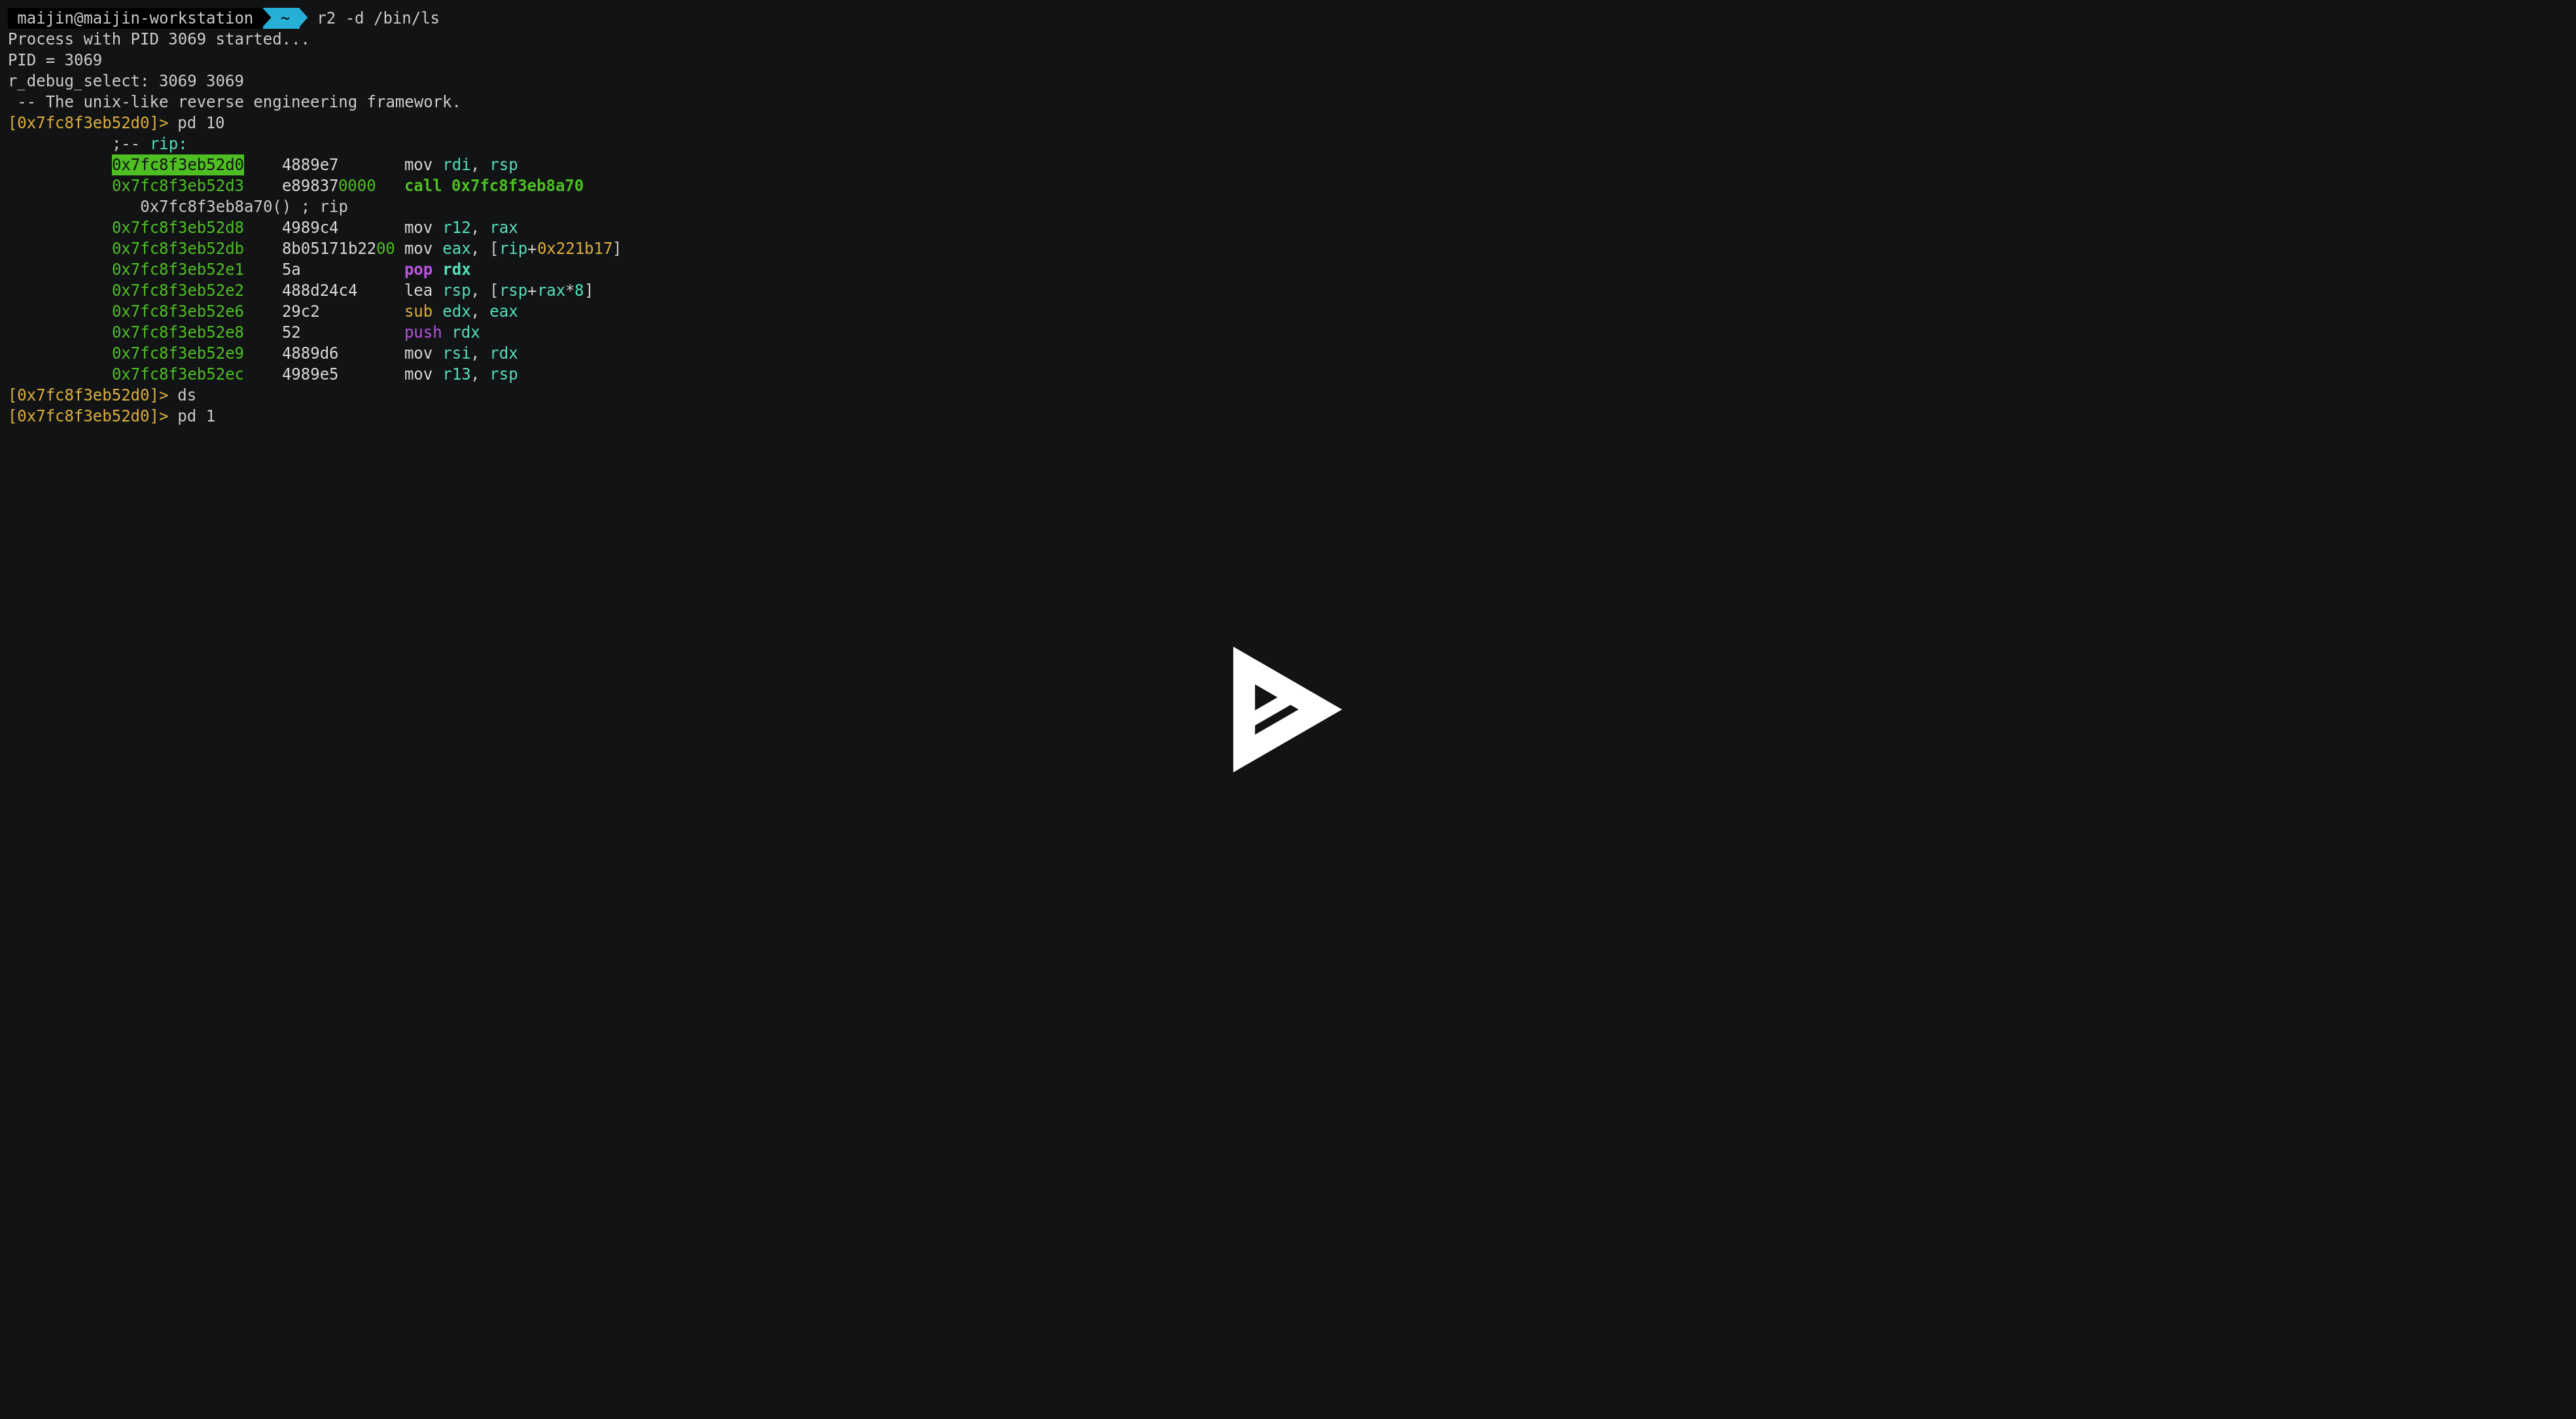 maijin@maijin-workstation ~ r2 -d /bin/ls
Process with PID 3069 started...
PID = 3069
r_debug_select: 3069 3069
 -- The unix-like reverse engineering framework.
[0x7fc8f3eb52d0]> pd 10
;-- rip:
0x7fc8f3eb52d0    4889e7       mov rdi, rsp
0x7fc8f3eb52d3    e898370000   call 0x7fc8f3eb8a70
0x7fc8f3eb8a70() ; rip
0x7fc8f3eb52d8    4989c4       mov r12, rax
0x7fc8f3eb52db    8b05171b2200 mov eax, [rip+0x221b17]
0x7fc8f3eb52e1    5a           pop rdx
0x7fc8f3eb52e2    488d24c4     lea rsp, [rsp+rax*8]
0x7fc8f3eb52e6    29c2         sub edx, eax
0x7fc8f3eb52e8    52           push rdx
0x7fc8f3eb52e9    4889d6       mov rsi, rdx
0x7fc8f3eb52ec    4989e5       mov r13, rsp
[0x7fc8f3eb52d0]> ds
[0x7fc8f3eb52d0]> pd 1